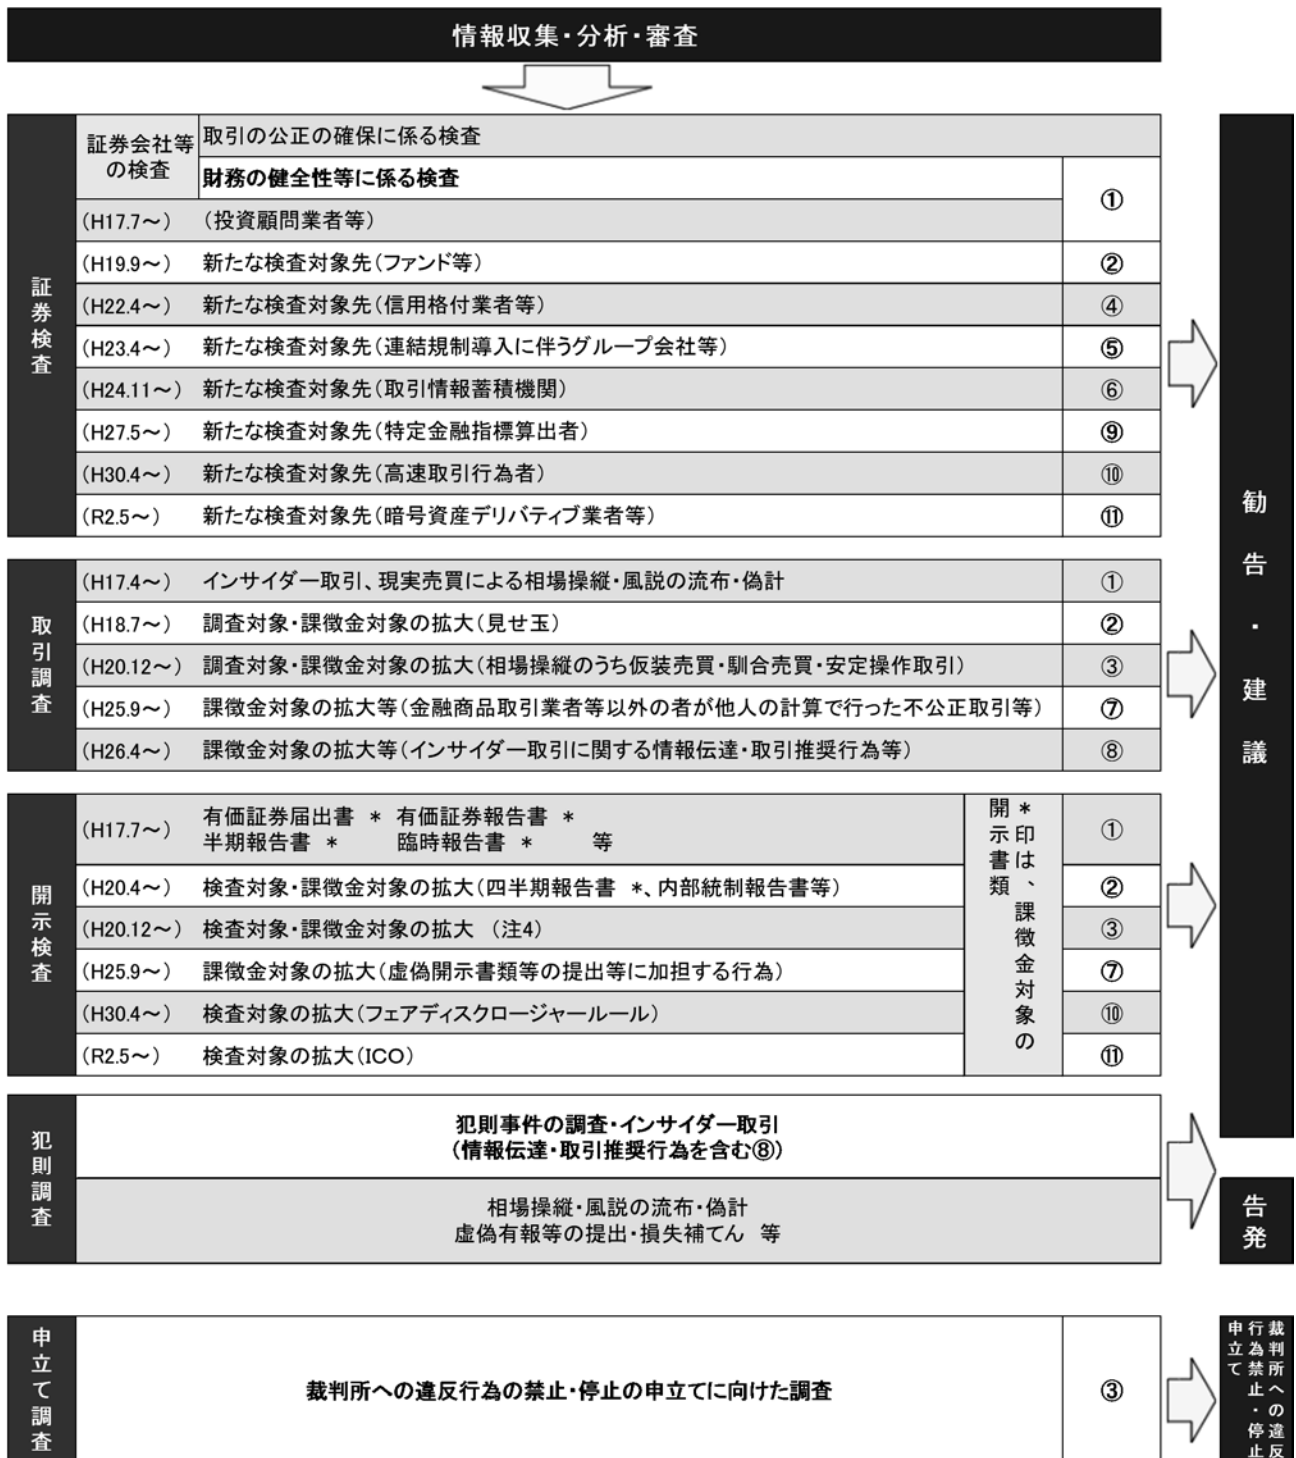 情報収集・分析・審査
証券検査
証券会社等
の検査
取引の公正の確保に係る検査
財務の健全性等に係る検査
①
(H17.7～) (投資顧問業者等)
(H19.9～) 新たな検査対象先(ファンド等) ②
(H22.4～) 新たな検査対象先(信用格付業者等) ④
(H23.4～) 新たな検査対象先(連結規制導入に伴うグループ会社等) ⑤
(H24.11～) 新たな検査対象先(取引情報蓄積機関) ⑥
(H27.5～) 新たな検査対象先(特定金融指標算出者) ⑨
(H30.4～) 新たな検査対象先(高速取引行為者) ⑩
(R2.5～) 新たな検査対象先(暗号資産デリバティブ業者等) ⑪
取引調査
(H17.4～) インサイダー取引、現実売買による相場操縦・風説の流布・偽計 ①
(H18.7～) 調査対象・課徴金対象の拡大(見せ玉) ②
(H20.12～) 調査対象・課徴金対象の拡大(相場操縦のうち仮装売買・馴合売買・安定操作取引) ③
(H25.9～) 課徴金対象の拡大等(金融商品取引業者等以外の者が他人の計算で行った不公正取引等) ⑦
(H26.4～) 課徴金対象の拡大等(インサイダー取引に関する情報伝達・取引推奨行為等) ⑧
開示検査
(H17.7～) 有価証券届出書 * 有価証券報告書 *
半期報告書 * 臨時報告書 * 等
①
(H20.4～) 検査対象・課徴金対象の拡大(四半期報告書 *、内部統制報告書等) ②
(H20.12～) 検査対象・課徴金対象の拡大 (注4) ③
(H25.9～) 課徴金対象の拡大(虚偽開示書類等の提出等に加担する行為) ⑦
(H30.4～) 検査対象の拡大(フェアディスクロージャールール) ⑩
(R2.5～) 検査対象の拡大(ICO) ⑪
*印は、課徴金対象の
開示書類
勧告・建議
犯則調査
犯則事件の調査・インサイダー取引
(情報伝達・取引推奨行為を含む⑧)
相場操縦・風説の流布・偽計
虚偽有報等の提出・損失補てん 等
告発
申立て調査
裁判所への違反行為の禁止・停止の申立てに向けた調査 ③
裁判所への違反
行為禁止・停止
申立て